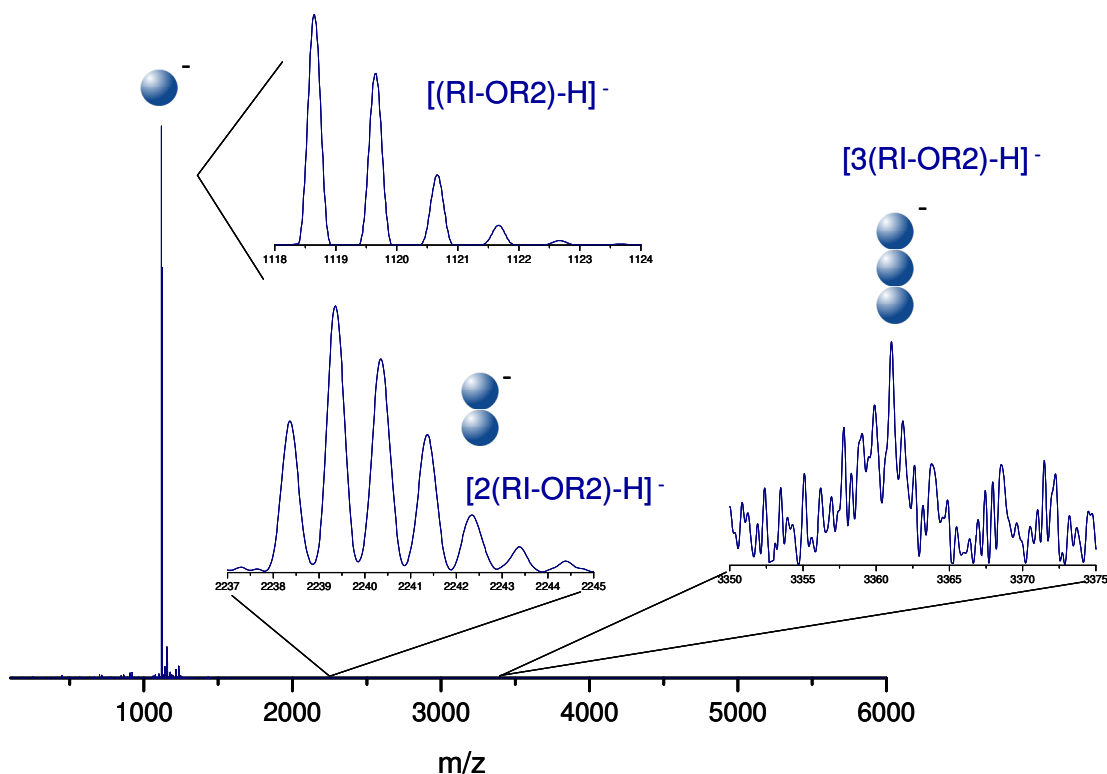 -
[(RI-OR2)-H] -
[3(RI-OR2)-H] -
-
1118 1119 1120 1121 1122 1123 1124
-
[2(RI-OR2)-H] -
2237 2238 2239 2240 2241 2242 2243 2244 2245
3350 3355 3360 3365 3370 3375
1000 2000 3000 4000 5000 6000
m/z